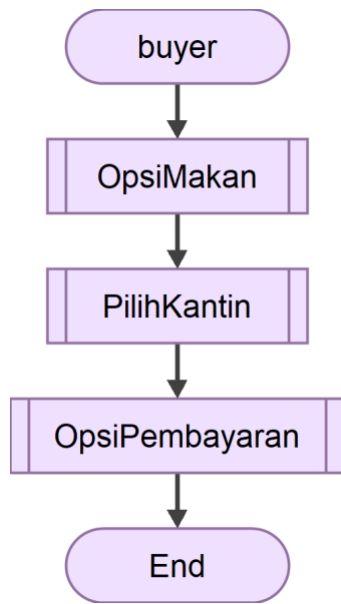 buyer
OpsiMakan
PilihKantin
OpsiPembayaran
End